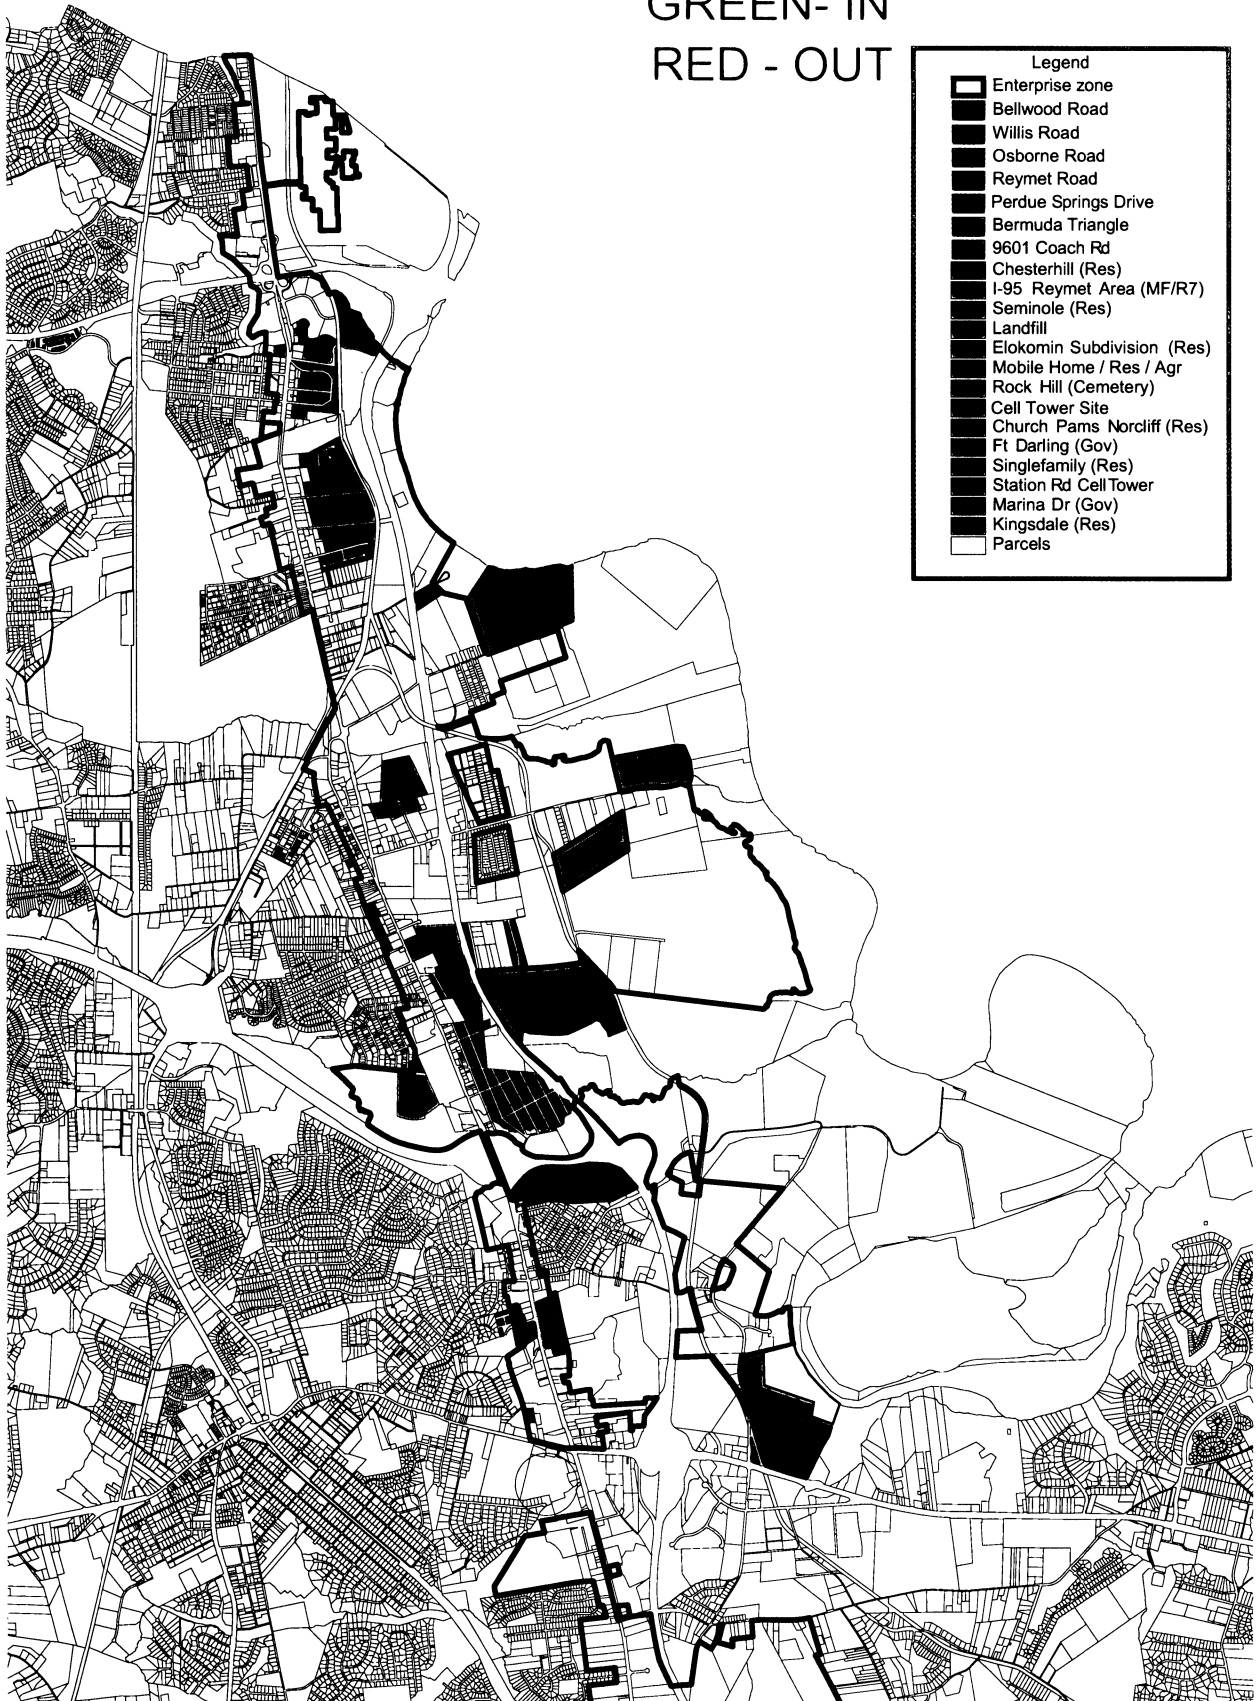 GREEN- IN
RED - OUT
Legend
Enterprise zone
Bellwood Road
Willis Road
Osborne Road
Reymet Road
Perdue Springs Drive
Bermuda Triangle
9601 Coach Rd
Chesterhill (Res)
I-95 Reymet Area (MF/R7)
Seminole (Res)
Landfill
Elokomin Subdivision (Res)
Mobile Home / Res / Agr
Rock Hill (Cemetery)
Cell Tower Site
Church Pams Norcliff (Res)
Ft Darling (Gov)
Singlefamily (Res)
Station Rd Cell Tower
Marina Dr (Gov)
Kingsdale (Res)
Parcels